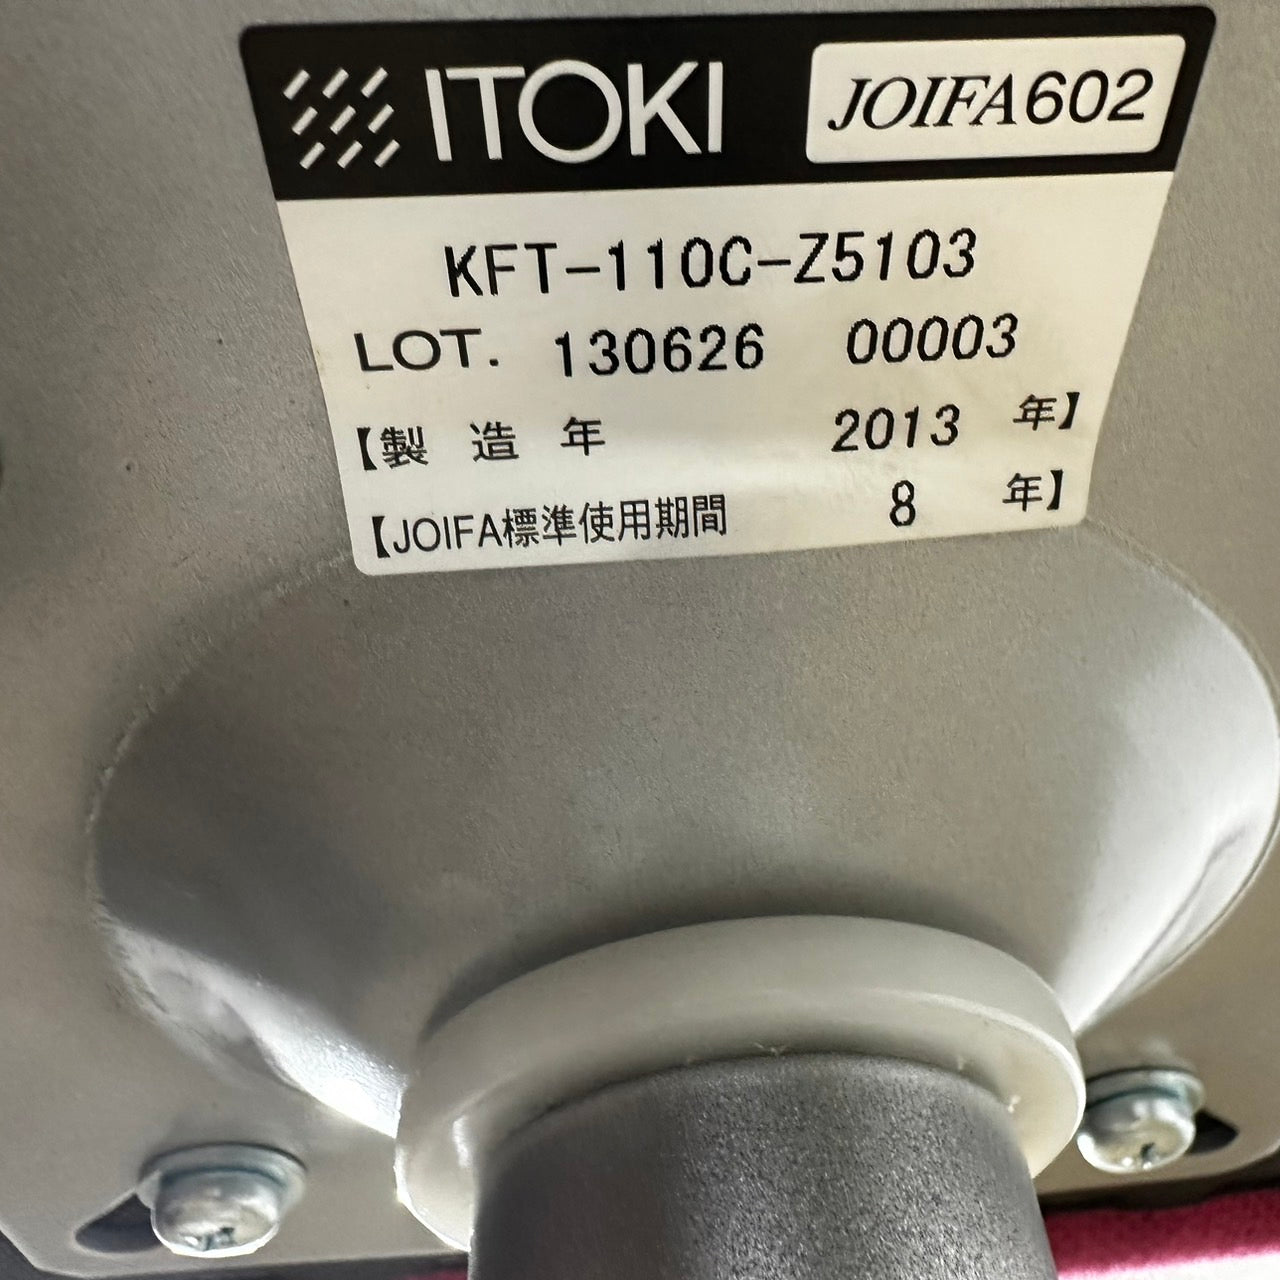 ITOKI JOIFA602
KFT-110C-Z5103
LOT. 130626 00003
【製造年 2013 年】
【JOIFA標準使用期間 8 年】